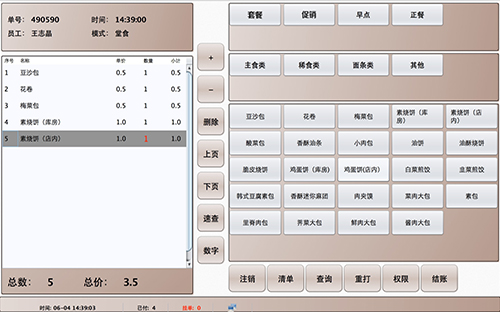 单号: 490590 时间: 14:39:00
员工: 王志晶 模式: 堂食
序号 名称 单价 数量 小计
1 豆沙包 0.5 1 0.5
2 花卷 0.5 1 0.5
3 梅菜包 0.5 1 0.5
4 素烧饼（库房） 1.0 1 1.0
5 素烧饼（店内） 1.0 1 1.0
总数: 5 总价: 3.5
+
−
删除
上页
下页
速查
数字
套餐 促销 早点 正餐
主食类 稀食类 面条类 其他
豆沙包 花卷 梅菜包 素烧饼（库房） 素烧饼（店内）
酸菜包 香酥油条 小肉包 油饼 油酥烧饼
脆皮烧饼 鸡蛋饼（库房） 鸡蛋饼(店内) 白菜煎饺 韭菜煎饺
韩式豆腐素包 香酥迷你麻团 肉夹馍 菜肉大包 素包
里脊肉包 荠菜大包 鲜肉大包 酱肉大包
注销 清单 查询 重打 权限 结账
时间: 06-04 14:39:03 已付: 4 挂单: 0